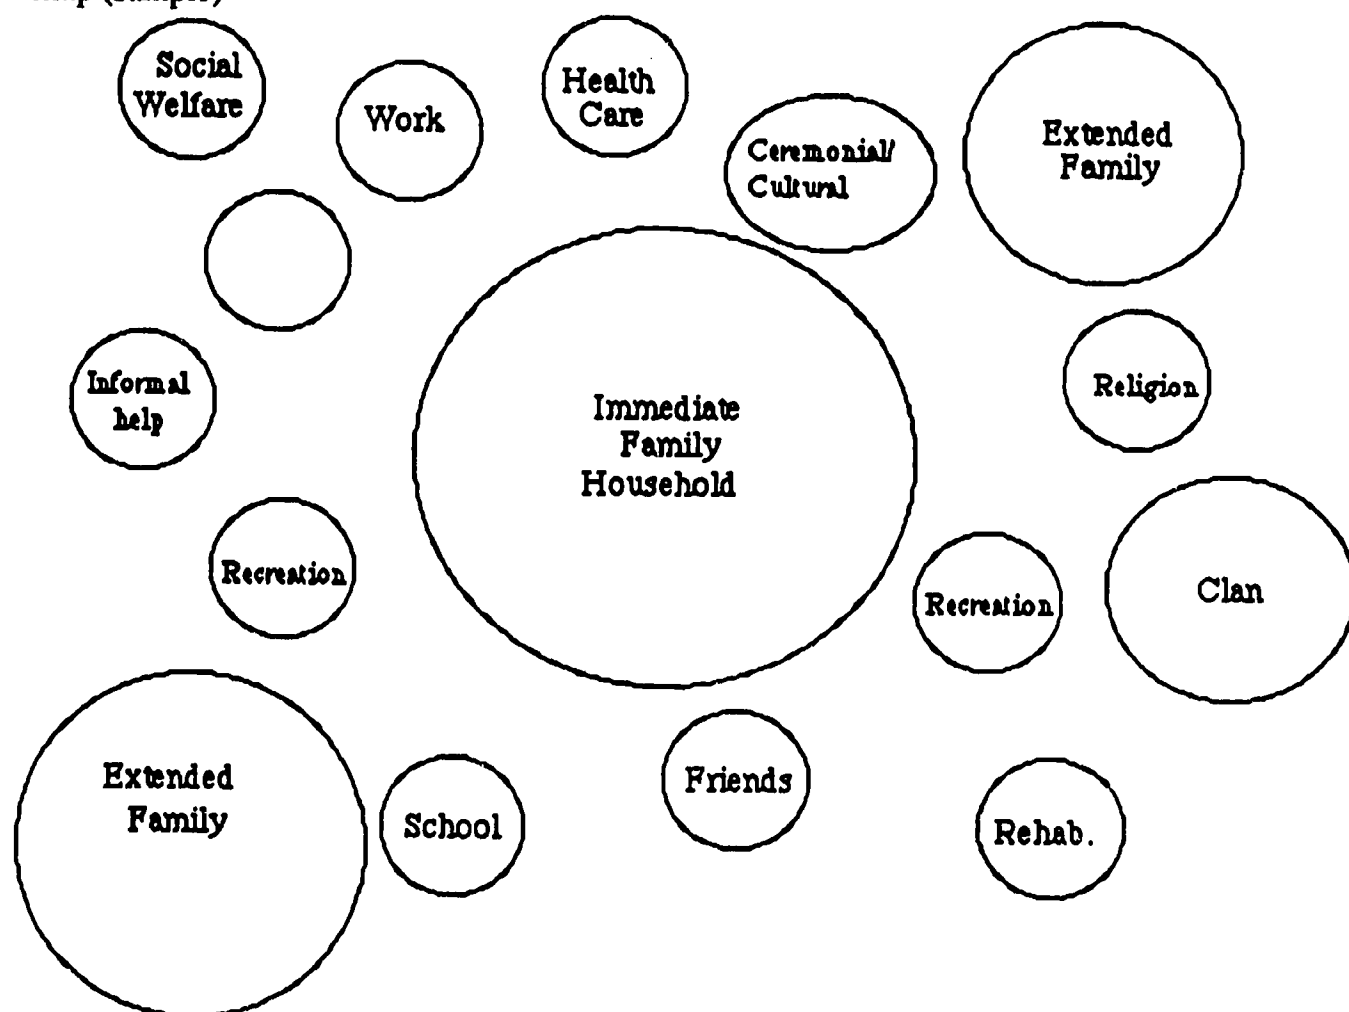 Social
Welfare
Work
Health
Care
Ceremonial/
Cultural
Extended
Family
Informal
help
Immediate
Family
Household
Religion
Recreation
Recreation
Clan
Extended
Family
School
Friends
Rehab.